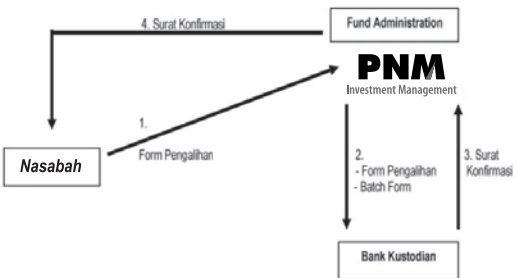 Fund Administration
4. Surat Konfirmasi
PNM
Investment Management
1.
Form Pengalihan
Nasabah
2.
- Form Pengalihan
- Batch Form
3. Surat
Konfirmasi
Bank Kustodian